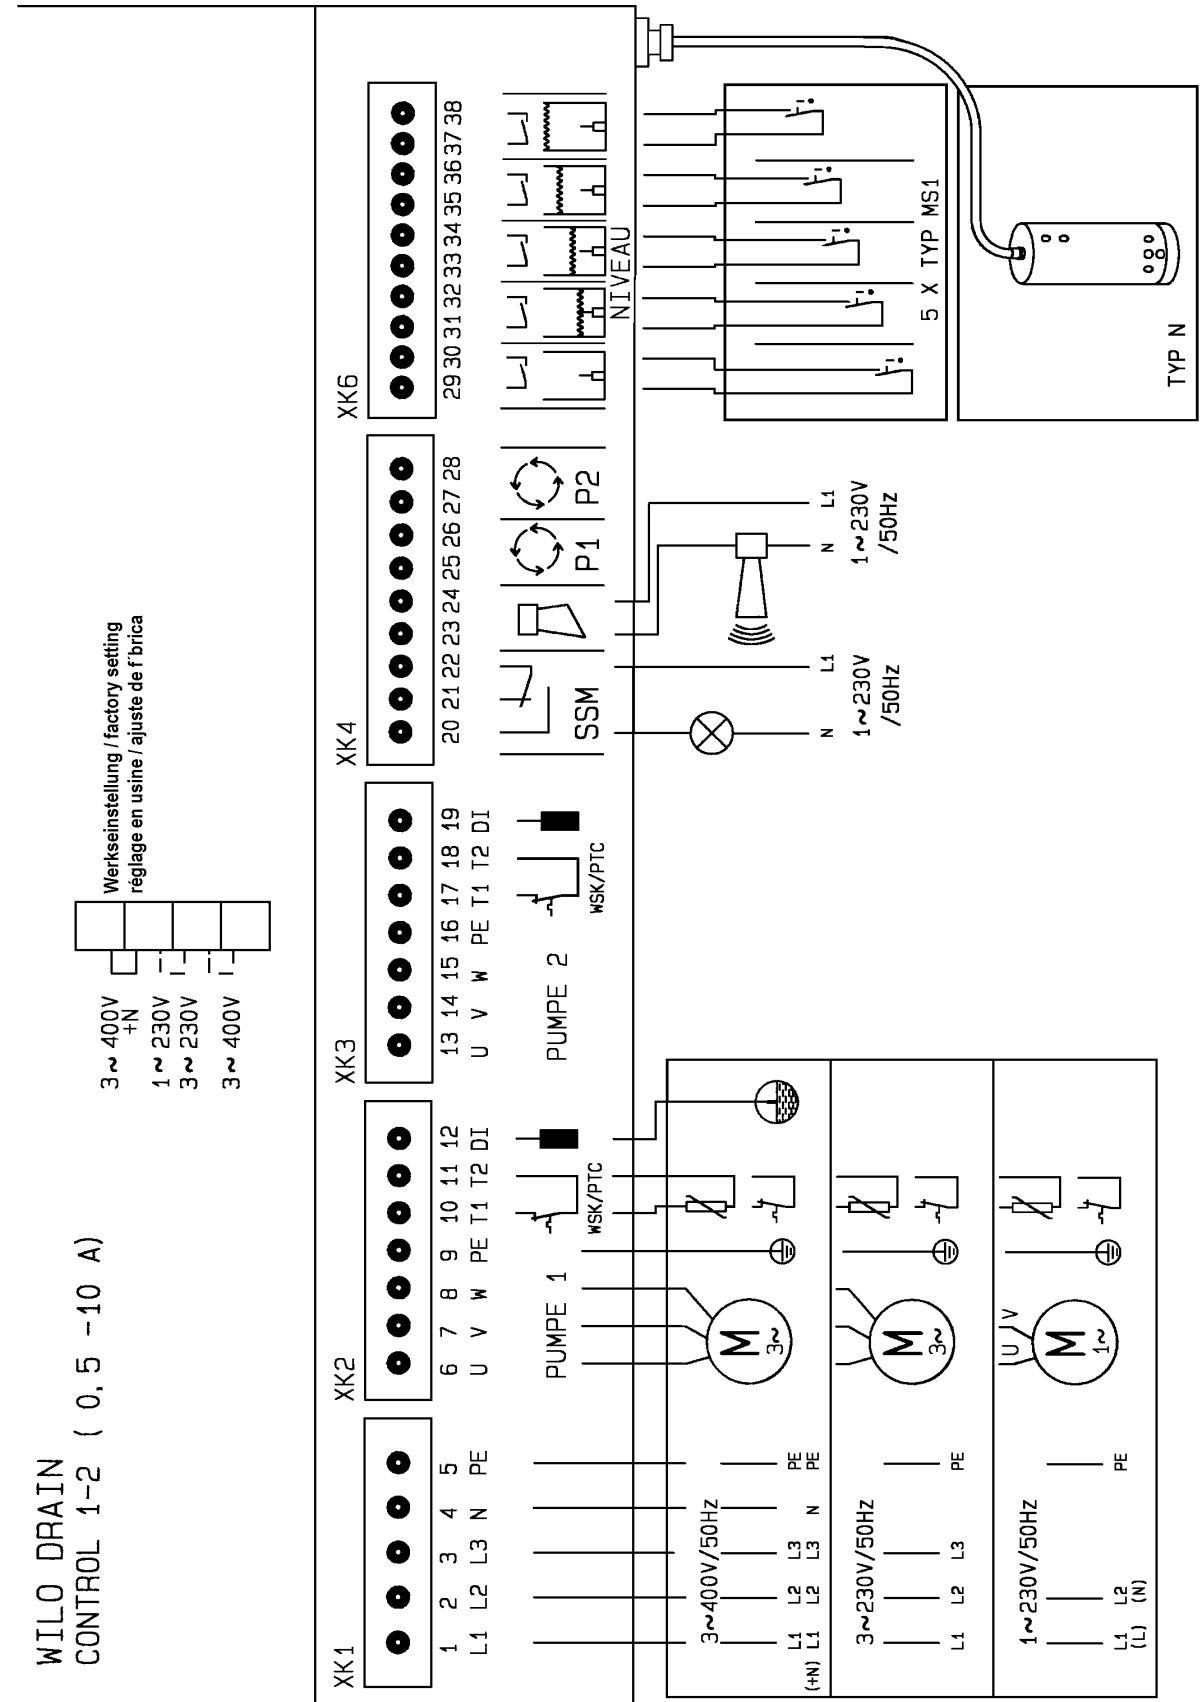 WILO DRAIN
CONTROL 1-2 ( 0,5 -10 A)
3~ 400V
+N
1~ 230V
3~ 230V
3~ 400V
Werkseinstellung / factory setting
réglage en usine / ajuste de f´brica
XK1
XK2
XK3
XK4
XK6
1 2 3 4 5
L1 L2 L3 N PE
6 7 8 9 10 11 12
U V W PE T1 T2 DI
13 14 15 16 17 18 19
U V W PE T1 T2 DI
20 21 22 23 24 25 26 27 28
29 30 31 32 33 34 35 36 37 38
PUMPE 1
WSK/PTC
PUMPE 2
WSK/PTC
SSM
P1
P2
NIVEAU
3~400V/50Hz
M
3~
L1 L2 L3 PE
(+N) L1 L2 L3 N PE
3~230V/50Hz
M
3~
L1 L2 L3 PE
1~230V/50Hz
U V
M
1~
L1 L2 PE
(L) (N)
N L1
1~230V
/50Hz
N L1
1~230V
/50Hz
5 X TYP MS1
TYP N